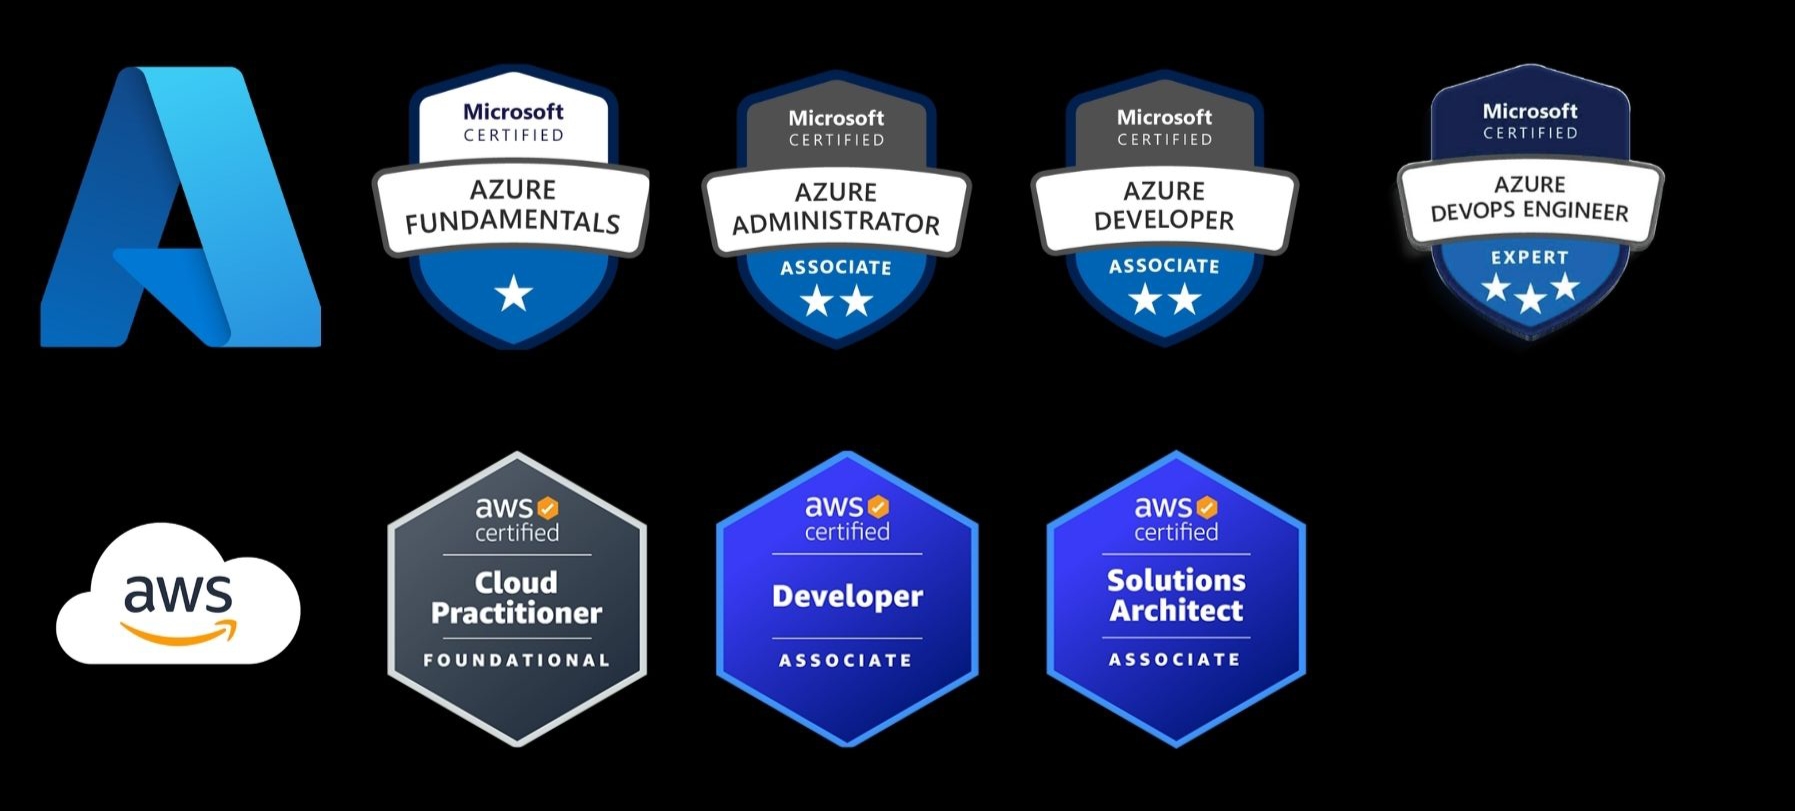 Microsoft
CERTIFIED
AZURE
FUNDAMENTALS
Microsoft
CERTIFIED
AZURE
ADMINISTRATOR
ASSOCIATE
Microsoft
CERTIFIED
AZURE
DEVELOPER
ASSOCIATE
Microsoft
CERTIFIED
AZURE
DEVOPS ENGINEER
EXPERT
aws
aws
certified
Cloud
Practitioner
FOUNDATIONAL
aws
certified
Developer
ASSOCIATE
aws
certified
Solutions
Architect
ASSOCIATE